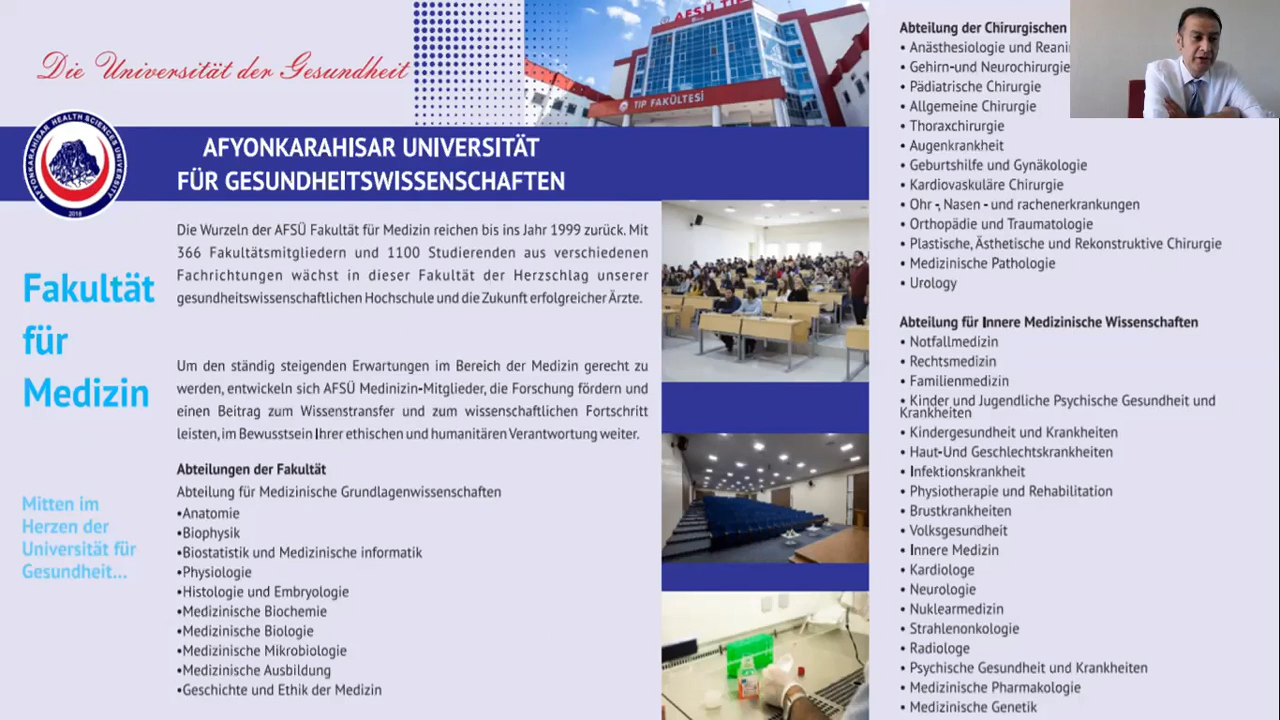 Die Universität der Gesundheit
AFSÜ TIP
TIP FAKÜLTESİ
AFYONKARAHISAR HEALTH SCIENCES UNIVERSITY
2018
AFYONKARAHISAR UNIVERSITÄT
FÜR GESUNDHEITSWISSENSCHAFTEN
Fakultät
für
Medizin
Mitten im
Herzen der
Universität für
Gesundheit...
Die Wurzeln der AFSÜ Fakultät für Medizin reichen bis ins Jahr 1999 zurück. Mit
366 Fakultätsmitgliedern und 1100 Studierenden aus verschiedenen
Fachrichtungen wächst in dieser Fakultät der Herzschlag unserer
gesundheitswissenschaftlichen Hochschule und die Zukunft erfolgreicher Ärzte.
Um den ständig steigenden Erwartungen im Bereich der Medizin gerecht zu
werden, entwickeln sich AFSÜ Medinizin-Mitglieder, die Forschung fördern und
einen Beitrag zum Wissenstransfer und zum wissenschaftlichen Fortschritt
leisten, im Bewusstsein Ihrer ethischen und humanitären Verantwortung weiter.
Abteilungen der Fakultät
Abteilung für Medizinische Grundlagenwissenschaften
•Anatomie
•Biophysik
•Biostatistik und Medizinische informatik
•Physiologie
•Histologie und Embryologie
•Medizinische Biochemie
•Medizinische Biologie
•Medizinische Mikrobiologie
•Medizinische Ausbildung
•Geschichte und Ethik der Medizin
Abteilung der Chirurgischen
• Anästhesiologie und Reani
• Gehirn-und Neurochirurgie
• Pädiatrische Chirurgie
• Allgemeine Chirurgie
• Thoraxchirurgie
• Augenkrankheit
• Geburtshilfe und Gynäkologie
• Kardiovaskuläre Chirurgie
• Ohr -, Nasen - und rachenerkrankungen
• Orthopädie und Traumatologie
• Plastische, Ästhetische und Rekonstruktive Chirurgie
• Medizinische Pathologie
• Urology
Abteilung für Innere Medizinische Wissenschaften
• Notfallmedizin
• Rechtsmedizin
• Familienmedizin
• Kinder und Jugendliche Psychische Gesundheit und
Krankheiten
• Kindergesundheit und Krankheiten
• Haut-Und Geschlechtskrankheiten
• Infektionskrankheit
• Physiotherapie und Rehabilitation
• Brustkrankheiten
• Volksgesundheit
• Innere Medizin
• Kardiologe
• Neurologie
• Nuklearmedizin
• Strahlenonkologie
• Radiologe
• Psychische Gesundheit und Krankheiten
• Medizinische Pharmakologie
• Medizinische Genetik